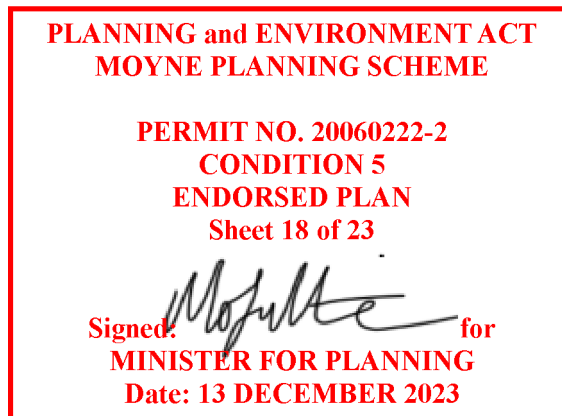 PLANNING and ENVIRONMENT ACT
MOYNE PLANNING SCHEME
PERMIT NO. 20060222-2
CONDITION 5
ENDORSED PLAN
Sheet 18 of 23
Signed: for
MINISTER FOR PLANNING
Date: 13 DECEMBER 2023